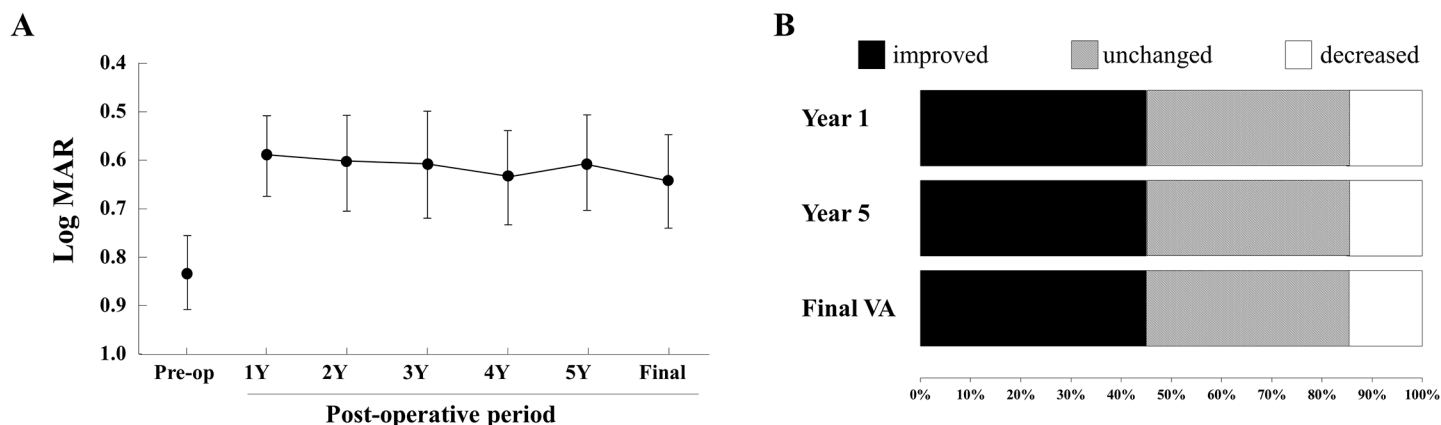 A
Log MAR
0.4
0.5
0.6
0.7
0.8
0.9
1.0
Pre-op 1Y 2Y 3Y 4Y 5Y Final
Post-operative period
B
improved unchanged decreased
Year 1
Year 5
Final VA
0% 10% 20% 30% 40% 50% 60% 70% 80% 90% 100%